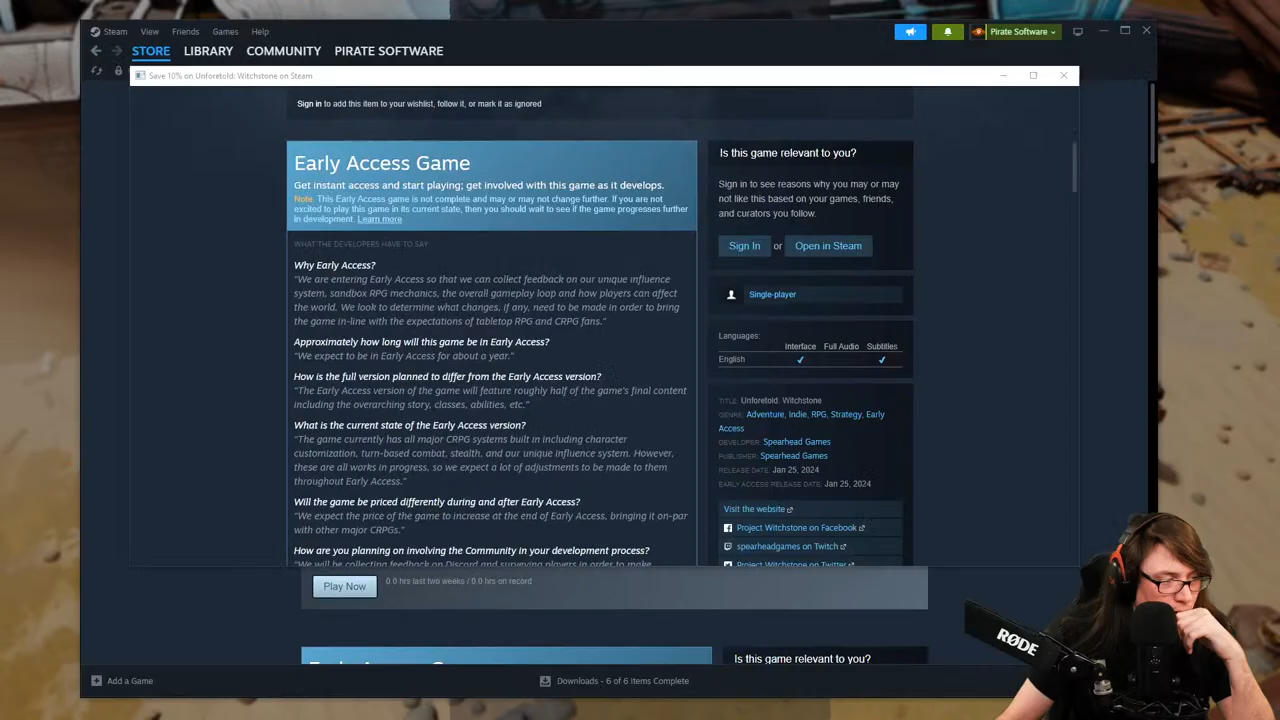 Steam View Friends Games Help
Pirate Software
STORE LIBRARY COMMUNITY PIRATE SOFTWARE
Save 10% on Unforetold: Witchstone on Steam
Sign in to add this item to your wishlist, follow it, or mark it as ignored
Early Access Game
Get instant access and start playing; get involved with this game as it develops.
Note: This Early Access game is not complete and may or may not change further. If you are not
excited to play this game in its current state, then you should wait to see if the game progresses further
in development. Learn more
WHAT THE DEVELOPERS HAVE TO SAY
Why Early Access?
"We are entering Early Access so that we can collect feedback on our unique influence
system, sandbox RPG mechanics, the overall gameplay loop and how players can affect
the world. We look to determine what changes, if any, need to be made in order to bring
the game in-line with the expectations of tabletop RPG and CRPG fans."
Approximately how long will this game be in Early Access?
"We expect to be in Early Access for about a year."
How is the full version planned to differ from the Early Access version?
"The Early Access version of the game will feature roughly half of the game's final content
including the overarching story, classes, abilities, etc."
What is the current state of the Early Access version?
"The game currently has all major CRPG systems built in including character
customization, turn-based combat, stealth, and our unique influence system. However,
these are all works in progress, so we expect a lot of adjustments to be made to them
throughout Early Access."
Will the game be priced differently during and after Early Access?
"We expect the price of the game to increase at the end of Early Access, bringing it on-par
with other major CRPGs."
How are you planning on involving the Community in your development process?
"We will be collecting feedback on Discord and surveying players in order to make
Is this game relevant to you?
Sign in to see reasons why you may or may
not like this based on your games, friends,
and curators you follow.
Sign In or Open in Steam
Single-player
Languages:
Interface Full Audio Subtitles
English ✔ ✔
TITLE: Unforetold: Witchstone
GENRE: Adventure, Indie, RPG, Strategy, Early
Access
DEVELOPER: Spearhead Games
PUBLISHER: Spearhead Games
RELEASE DATE: Jan 25, 2024
EARLY ACCESS RELEASE DATE: Jan 25, 2024
Visit the website
Project Witchstone on Facebook
spearheadgames on Twitch
Project Witchstone on Twitter
Play Now
0.0 hrs last two weeks / 0.0 hrs on record
Early Access Game
Is this game relevant to you?
Add a Game
Downloads - 6 of 6 Items Complete
RØDE